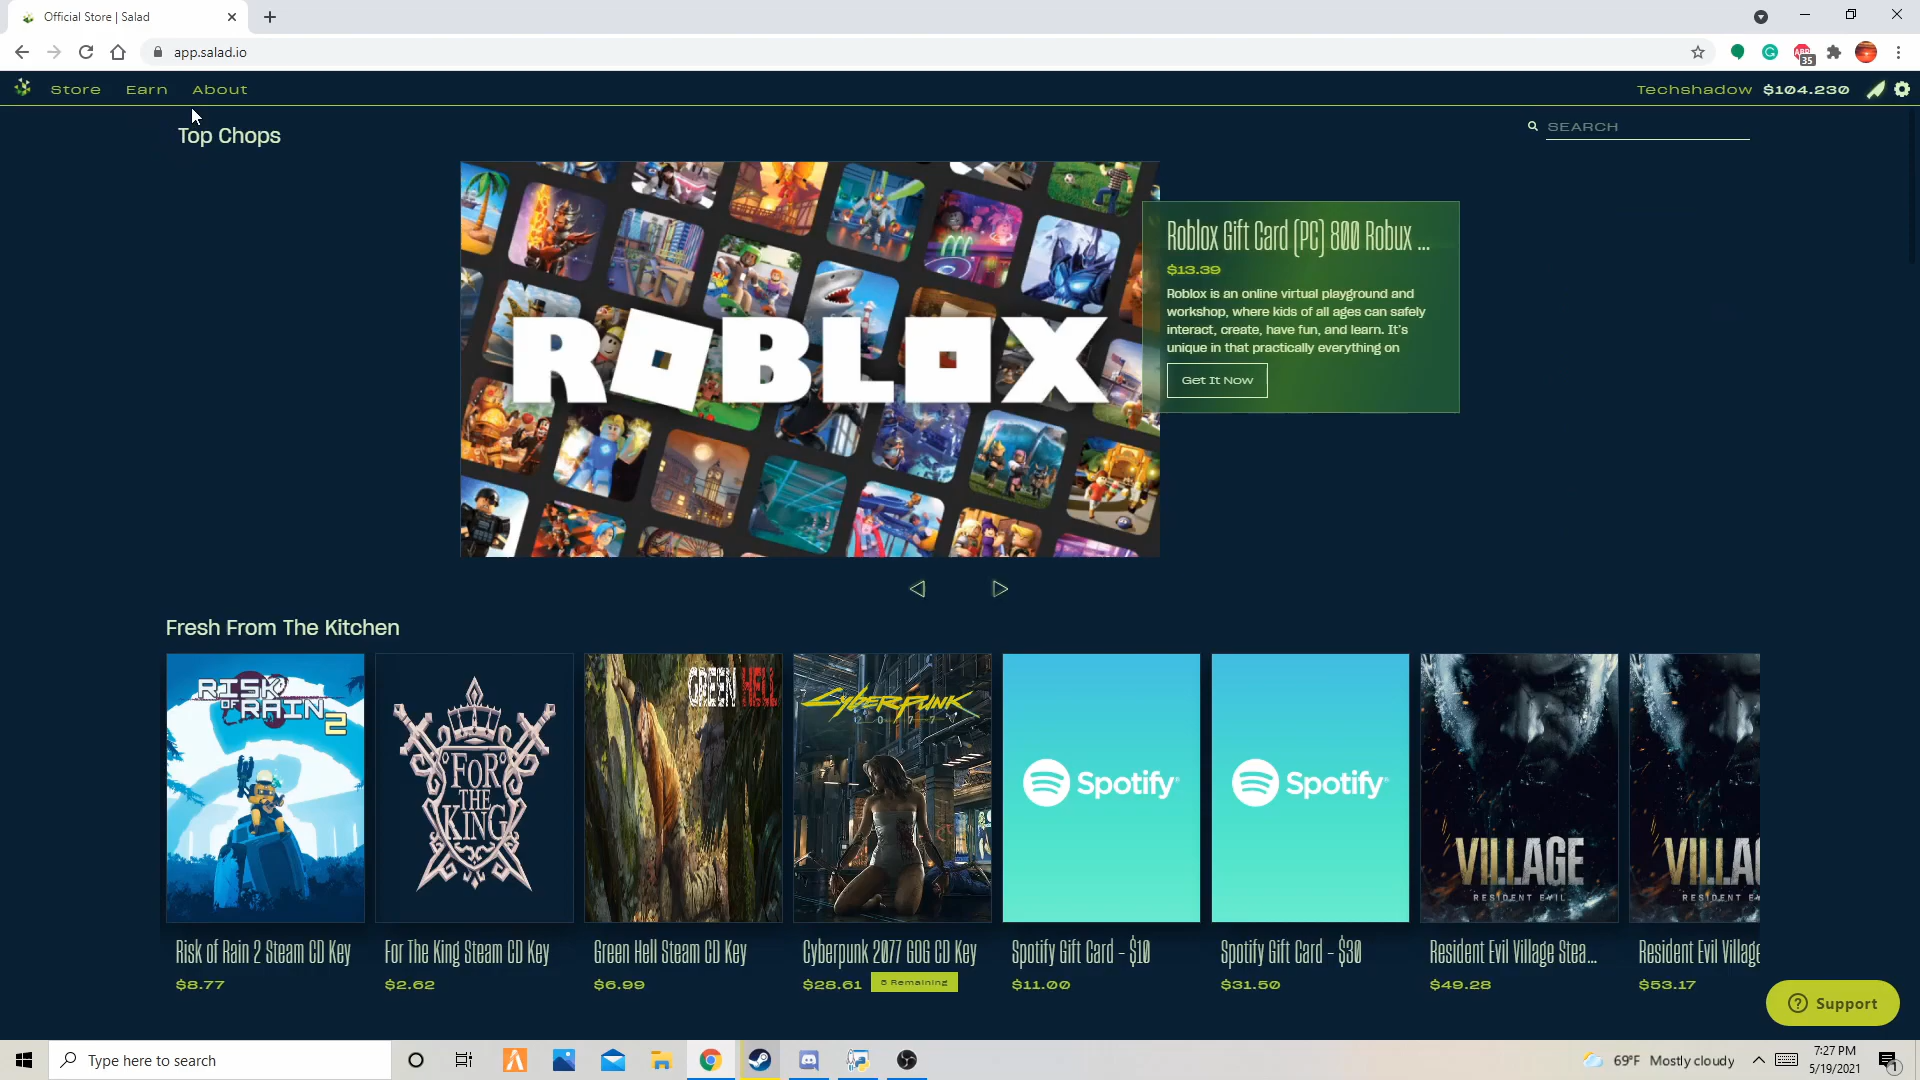 Official Store | Salad
app.salad.io
35
Store Earn About
Techshadow $104.230
Top Chops
SEARCH
ROBLOX
Roblox Gift Card (PC) 800 Robux ...
$13.39
Roblox is an online virtual playground and
workshop, where kids of all ages can safely
interact, create, have fun, and learn. It's
unique in that practically everything on
Get It Now
Fresh From The Kitchen
RISK OF RAIN 2
FOR THE KING
GREEN HELL
Cyberpunk 2077
Spotify
Spotify
VILLAGE
RESIDENT EVIL
VILLA
RESIDENT EV
Risk of Rain 2 Steam CD Key
$8.77
For The King Steam CD Key
$2.62
Green Hell Steam CD Key
$6.99
Cyberpunk 2077 GOG CD Key
$28.61 5 Remaining
Spotify Gift Card - $10
$11.00
Spotify Gift Card - $30
$31.50
Resident Evil Village Stea...
$49.28
Resident Evil Village
$53.17
Support
Type here to search
69°F Mostly cloudy
7:27 PM
5/19/2021
1